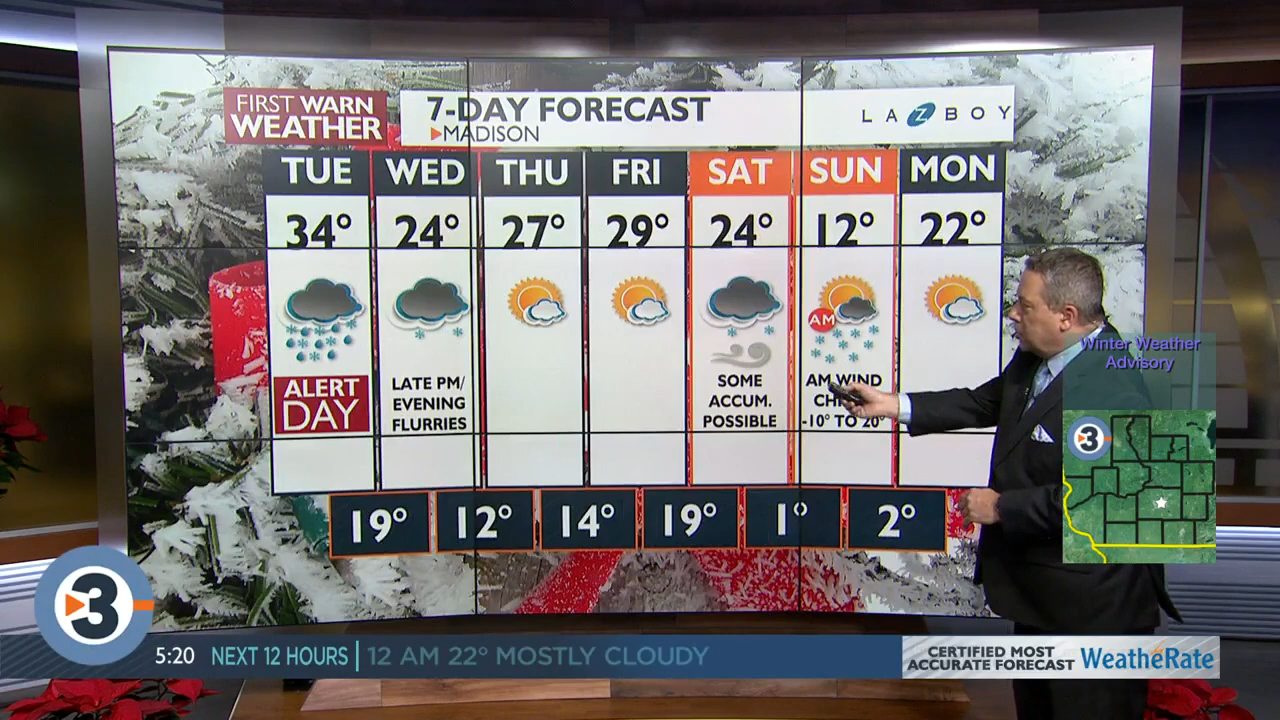 FIRST WARN
WEATHER
7-DAY FORECAST
MADISON
LA Z BOY
TUE WED THU FRI SAT SUN MON
34° 24° 27° 29° 24° 12° 22°
AM
ALERT
DAY
LATE PM/
EVENING
FLURRIES
SOME
ACCUM.
POSSIBLE
AM WIND
-10° TO 20°
19° 12° 14° 19° 1° 2°
Winter Weather
Advisory
3
3
5:20 NEXT 12 HOURS 12 AM 22° MOSTLY CLOUDY
CERTIFIED MOST
ACCURATE FORECAST
WeatheRate